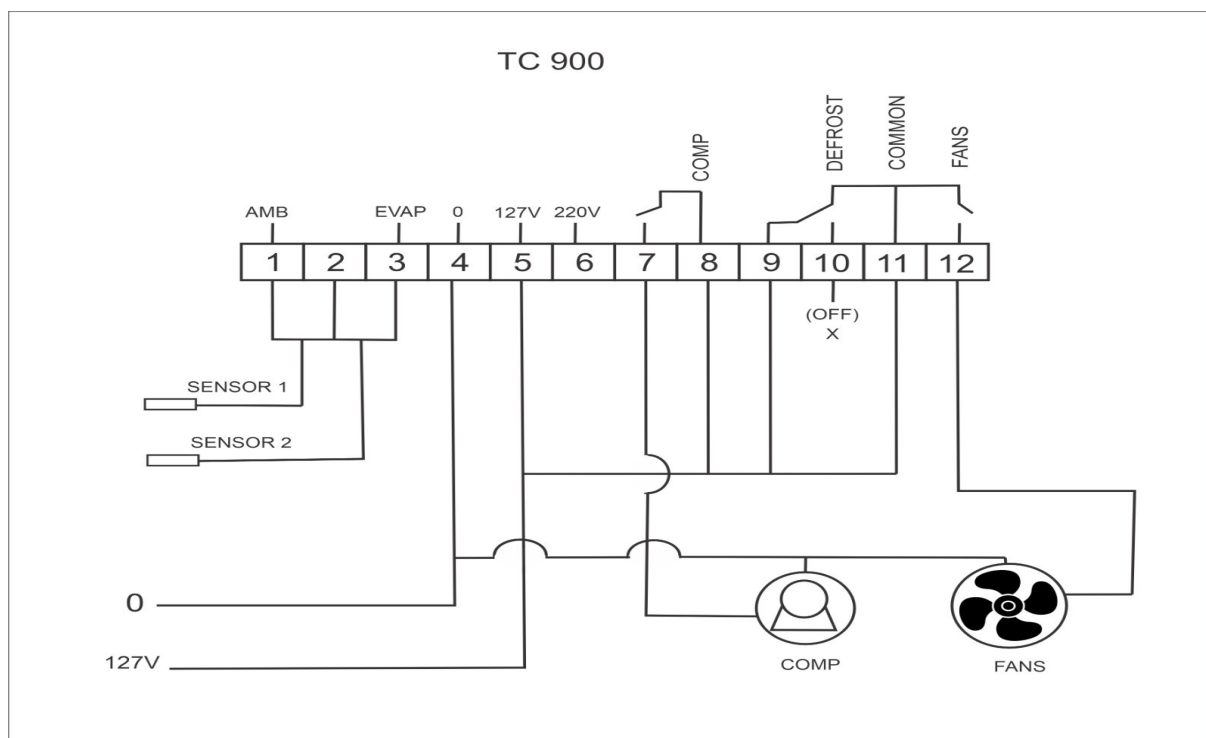 TC 900
COMP
DEFROST
COMMON
FANS
AMB
EVAP
0
127V
220V
1 2 3 4 5 6 7 8 9 10 11 12
(OFF)
X
SENSOR 1
SENSOR 2
0
127V
COMP
FANS